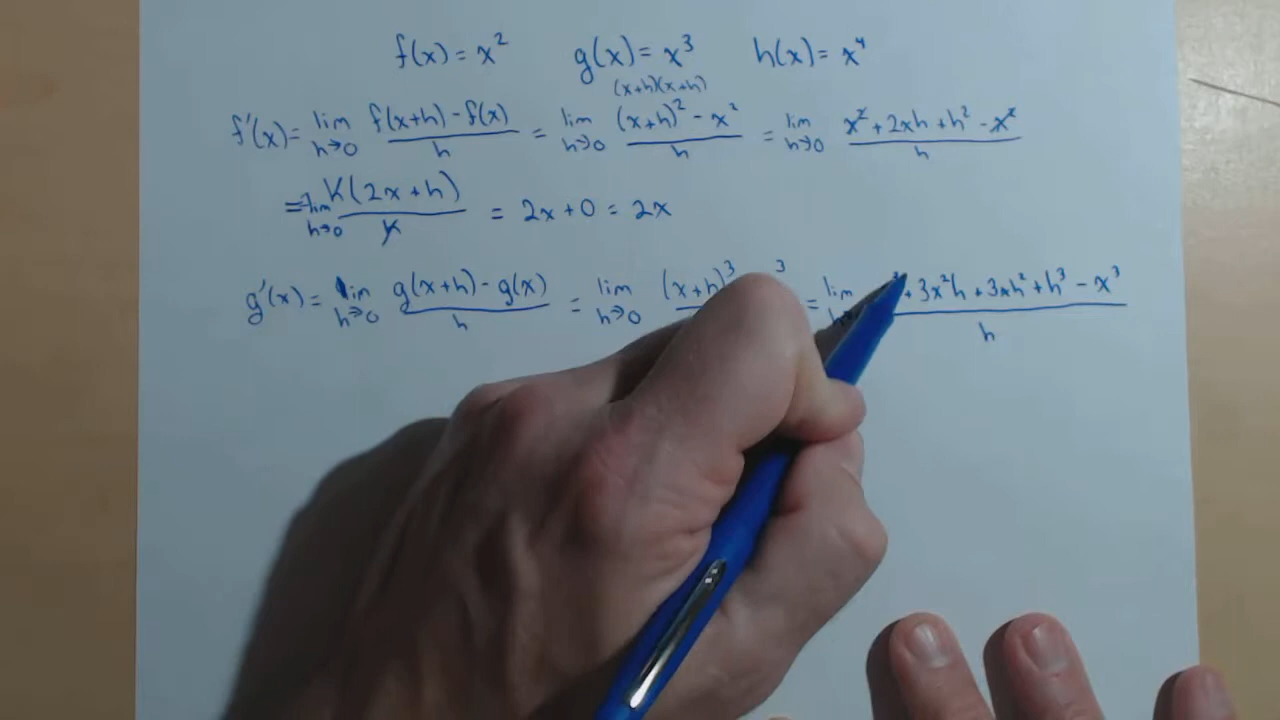 f(x) = x² g(x) = x³ h(x) = x⁴
(x+h)(x+h)
f'(x) = lim h→0 f(x+h) - f(x) / h = lim h→0 (x+h)² - x² / h = lim h→0 x² + 2xh + h² - x² / h
= lim h→0 h(2x+h) / h = 2x + 0 = 2x
g'(x) = lim h→0 g(x+h) - g(x) / h = lim h→0 (x+h)³ ³ = lim + 3x²h + 3xh² + h³ - x³ / h